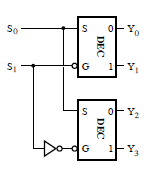 S0 S 0 Y0
DEC
S1 G 1 Y1
S 0 Y2
DEC
G 1 Y3